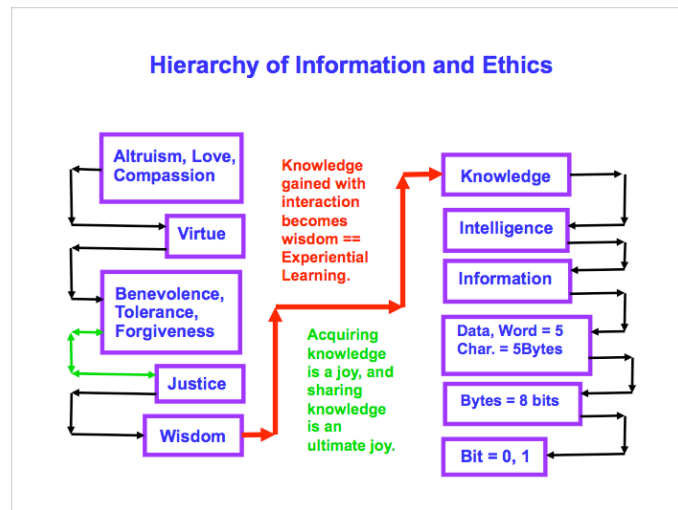 Hierarchy of Information and Ethics
Altruism, Love,
Compassion
Virtue
Benevolence,
Tolerance,
Forgiveness
Justice
Wisdom
Knowledge
gained with
interaction
becomes
wisdom ==
Experiential
Learning.
Acquiring
knowledge
is a joy, and
sharing
knowledge
is an
ultimate joy.
Knowledge
Intelligence
Information
Data, Word = 5
Char. = 5Bytes
Bytes = 8 bits
Bit = 0, 1